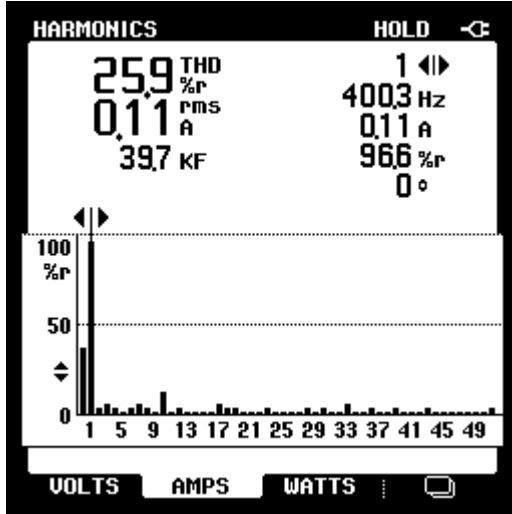 HARMONICS HOLD
25.9 THD %r
1
0.11 rms A
400.3 Hz
39.7 KF
0.11 A
96.6 %r
0 °
100
%r
50
0
1 5 9 13 17 21 25 29 33 37 41 45 49
VOLTS AMPS WATTS